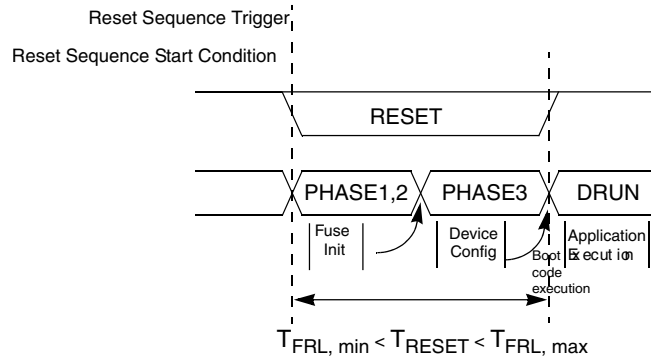 Reset Sequence Trigger
Reset Sequence Start Condition
RESET
PHASE1,2
PHASE3
DRUN
Fuse
Init
Device
Config
Boot
code
execution
Application
Execution
T_FRL, min < T_RESET < T_FRL, max